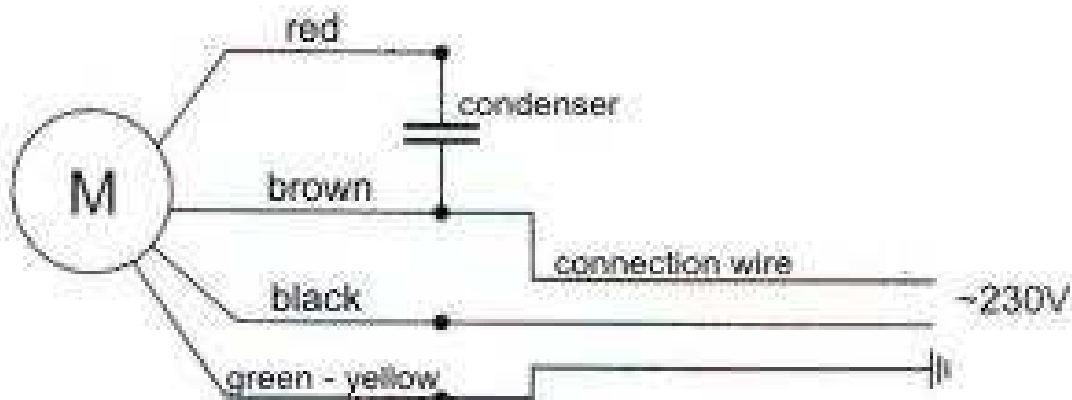 red
condenser
M
brown
connection wire
black
~230V
green - yellow